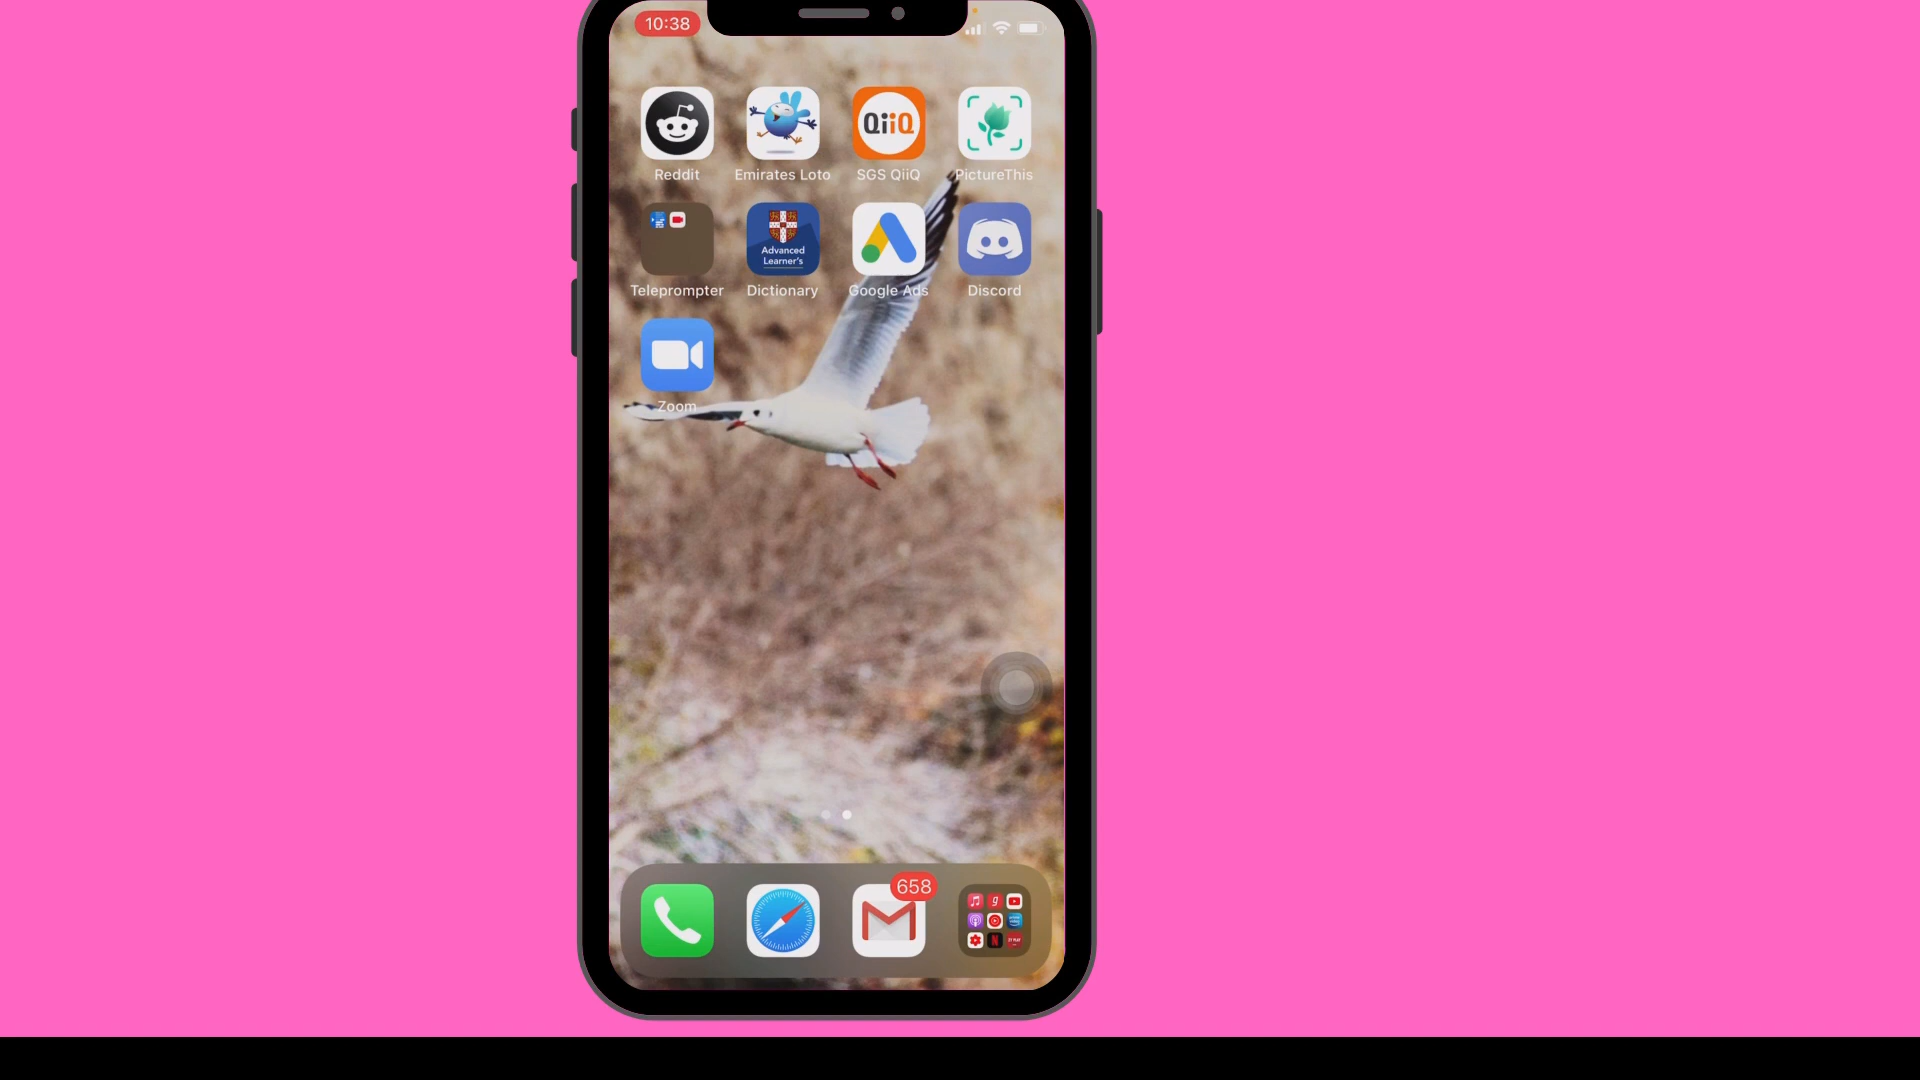 10:38
QiiQ
Reddit
Emirates Loto
SGS QiiQ
PictureThis
Advanced
Learner's
Teleprompter
Dictionary
Google Ads
Discord
Zoom
658